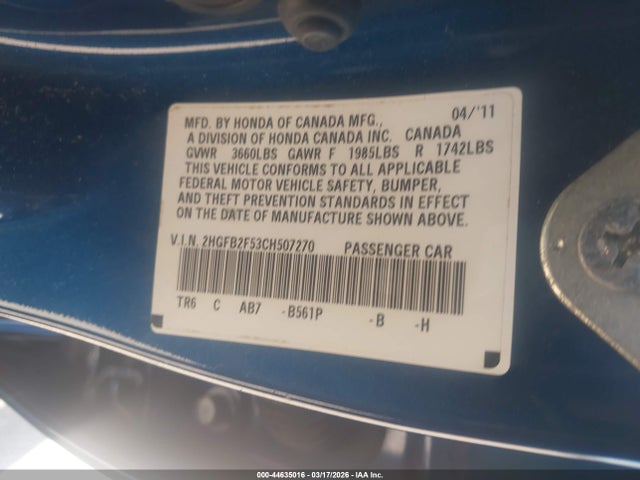 MFD. BY HONDA OF CANADA MFG., 04/'11
A DIVISION OF HONDA CANADA INC. CANADA
GVWR 3660LBS GAWR F 1985LBS R 1742LBS
THIS VEHICLE CONFORMS TO ALL APPLICABLE
FEDERAL MOTOR VEHICLE SAFETY, BUMPER,
AND THEFT PREVENTION STANDARDS IN EFFECT
ON THE DATE OF MANUFACTURE SHOWN ABOVE.
V.I.N. 2HGFB2F53CH507270 PASSENGER CAR
TR6 C AB7 -B561P -B -H
000-44635016 - 03/17/2026 - IAA Inc.